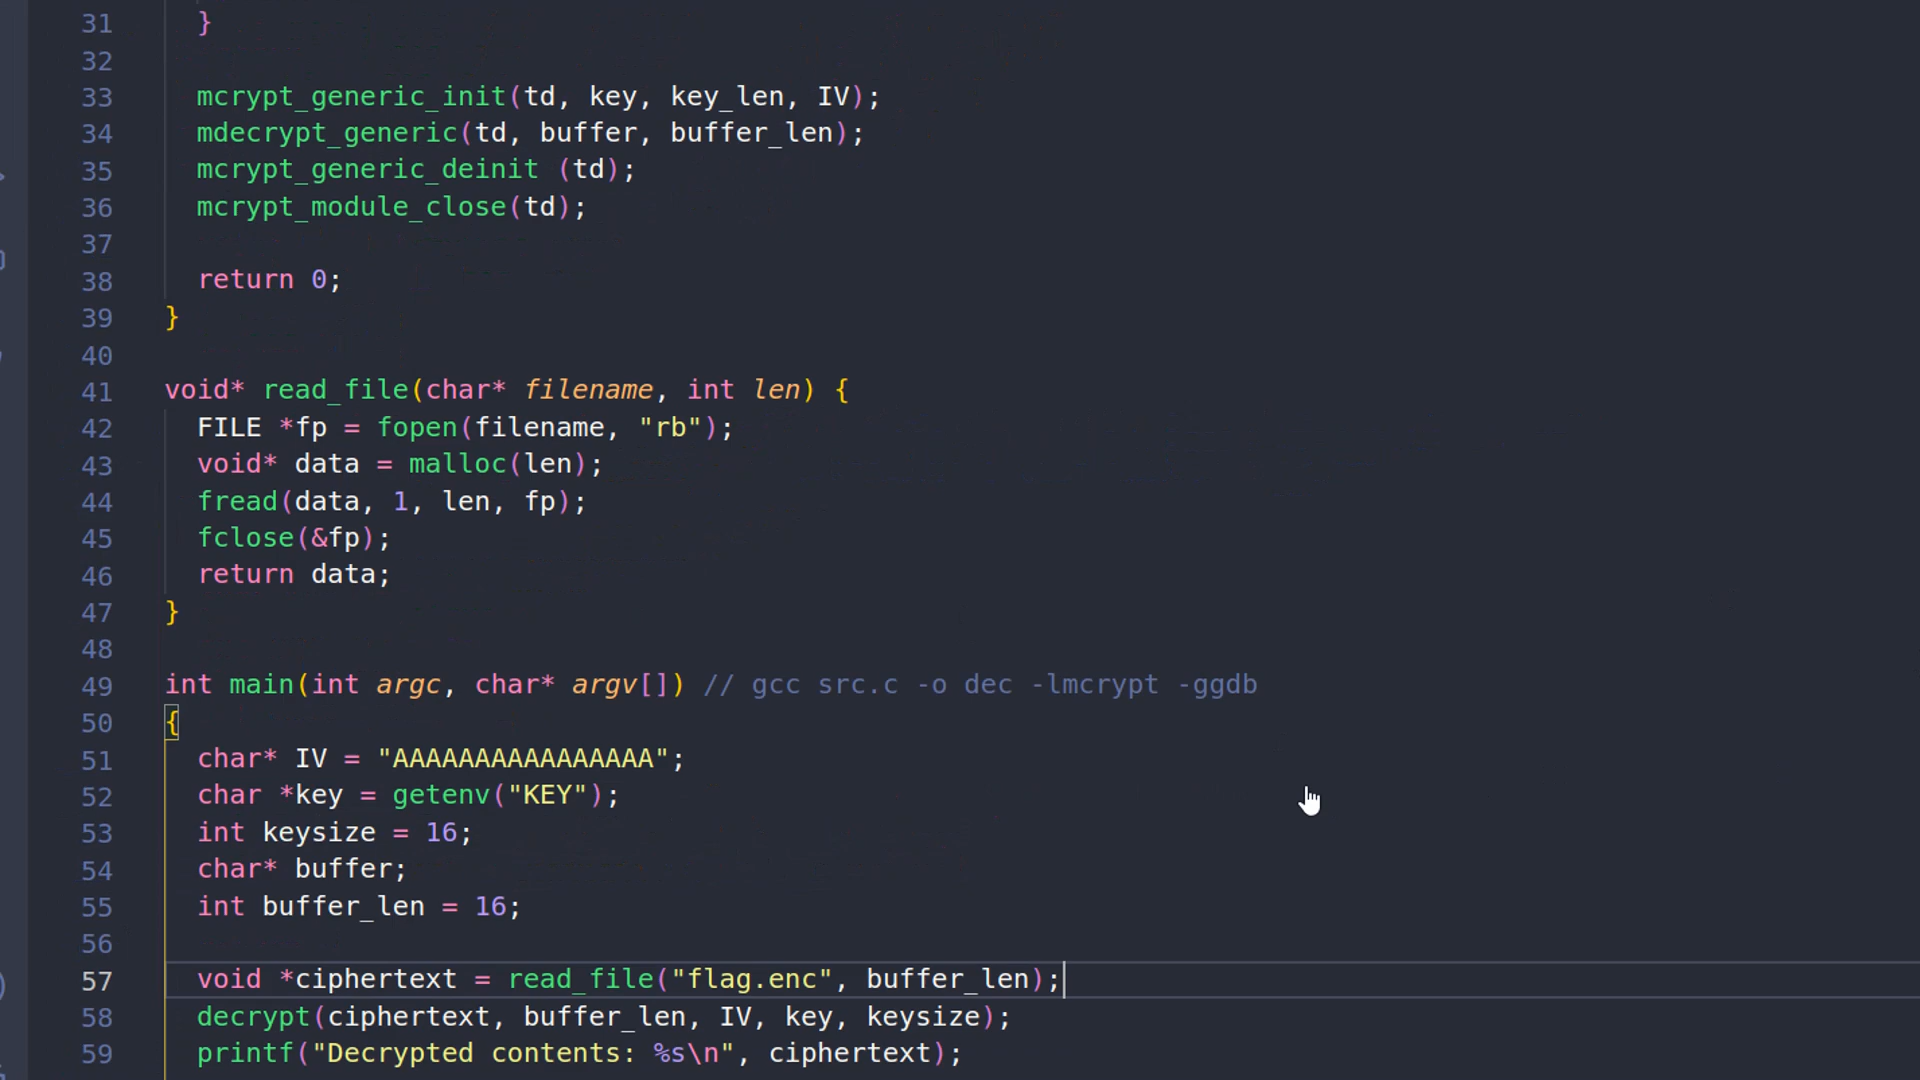 31 }
32
33 mcrypt_generic_init(td, key, key_len, IV);
34 mdecrypt_generic(td, buffer, buffer_len);
35 mcrypt_generic_deinit (td);
36 mcrypt_module_close(td);
37
38 return 0;
39 }
40
41 void* read_file(char* filename, int len) {
42 FILE *fp = fopen(filename, "rb");
43 void* data = malloc(len);
44 fread(data, 1, len, fp);
45 fclose(&fp);
46 return data;
47 }
48
49 int main(int argc, char* argv[]) // gcc src.c -o dec -lmcrypt -ggdb
50 {
51 char* IV = "AAAAAAAAAAAAAAAA";
52 char *key = getenv("KEY");
53 int keysize = 16;
54 char* buffer;
55 int buffer_len = 16;
56
57 void *ciphertext = read_file("flag.enc", buffer_len);
58 decrypt(ciphertext, buffer_len, IV, key, keysize);
59 printf("Decrypted contents: %s\n", ciphertext);